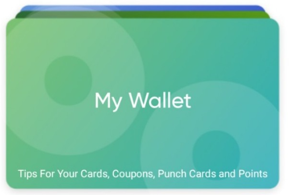 My Wallet
Tips For Your Cards, Coupons, Punch Cards and Points